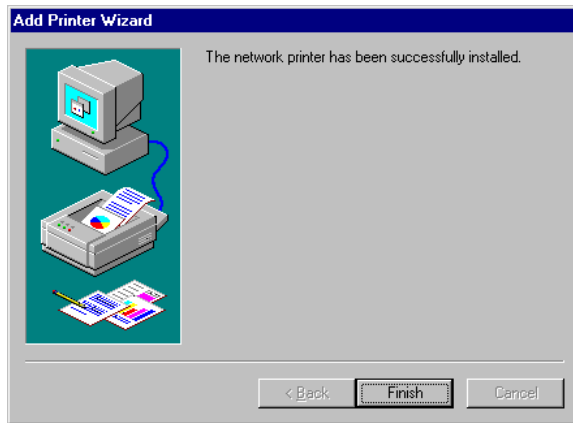 Add Printer Wizard
The network printer has been successfully installed.
< Back
Finish
Cancel